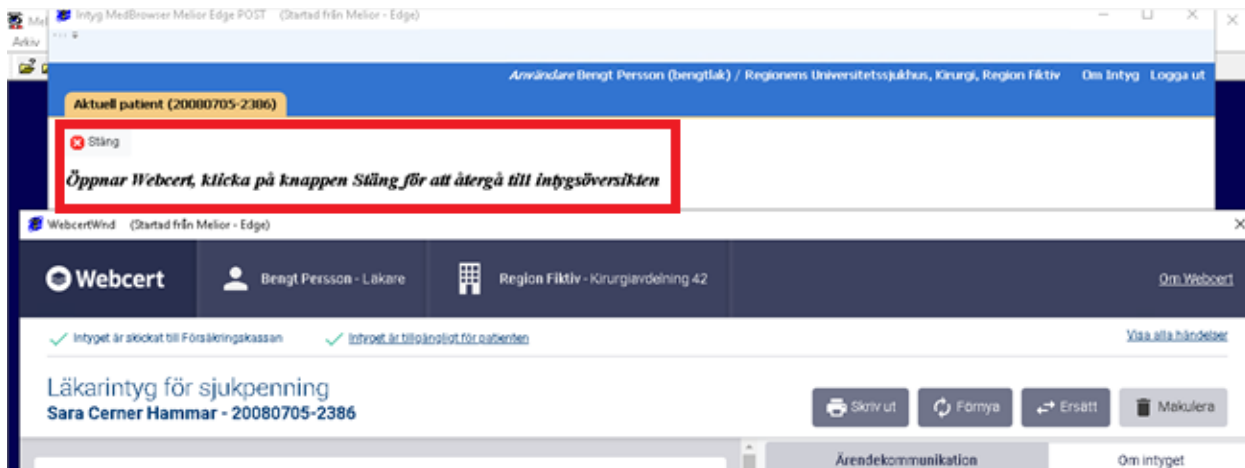 Intyg MedBrowser Melior Edge POST (Startad från Melior - Edge)
Mel
Arkiv
Användare Bengt Persson (bengtlak) / Regionens Universitetssjukhus, Kirurgi, Region Fiktiv Om Intyg Logga ut
Aktuell patient (20080705-2386)
Stäng
Öppnar Webcert, klicka på knappen Stäng för att återgå till intygsöversikten
WebcertWnd (Startad från Melior - Edge)
Webcert Bengt Persson - Läkare Region Fiktiv - Kirurgiavdelning 42 Om Webcert
Intyget är skickat till Försäkringskassan Intyget är tillgängligt för patienten Visa alla händelser
Läkarintyg för sjukpenning
Sara Cerner Hammar - 20080705-2386
Skriv ut Förnya Ersätt Makulera
Ärendekommunikation Om intyget